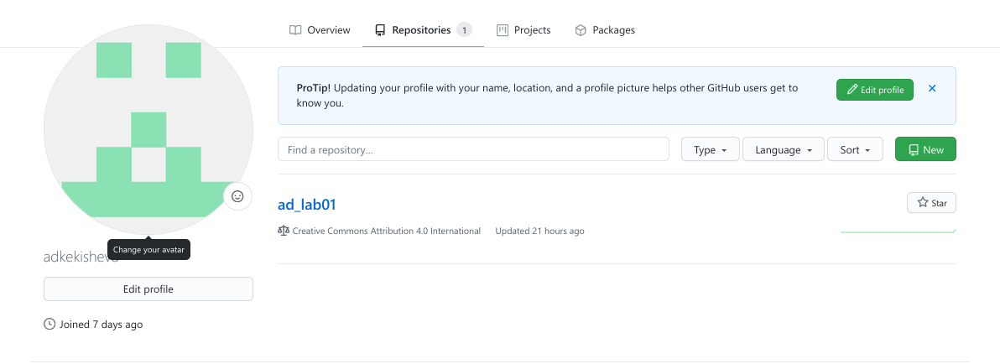 Overview
Repositories 1
Projects
Packages
ProTip! Updating your profile with your name, location, and a profile picture helps other GitHub users get to
know you.
Edit profile
Find a repository...
Type
Language
Sort
New
ad_lab01
Star
Creative Commons Attribution 4.0 International
Updated 21 hours ago
Change your avatar
Edit profile
Joined 7 days ago